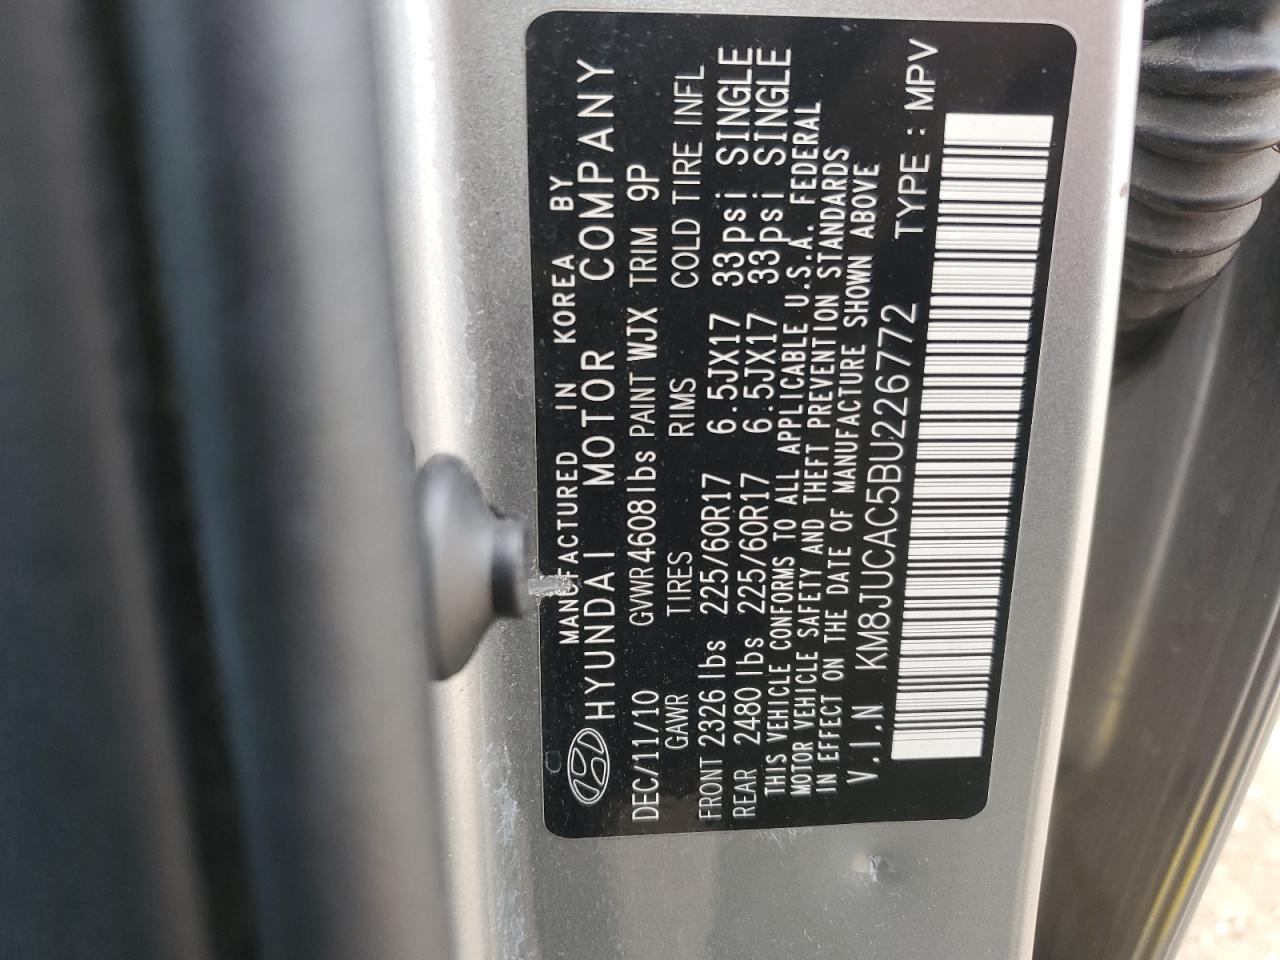 MANUFACTURED IN KOREA BY
HYUNDAI MOTOR COMPANY
DEC/11/10 GVWR 4608 lbs PAINT WJX TRIM 9P
GAWR TIRES RIMS COLD TIRE INFL
FRONT 2326 lbs 225/60R17 6.5JX17 33psi SINGLE
REAR 2480 lbs 225/60R17 6.5JX17 33psi SINGLE
THIS VEHICLE CONFORMS TO ALL APPLICABLE U.S.A. FEDERAL
MOTOR VEHICLE SAFETY AND THEFT PREVENTION STANDARDS
IN EFFECT ON THE DATE OF MANUFACTURE SHOWN ABOVE
V.I.N KM8JUCAC5BU226772 TYPE : MPV